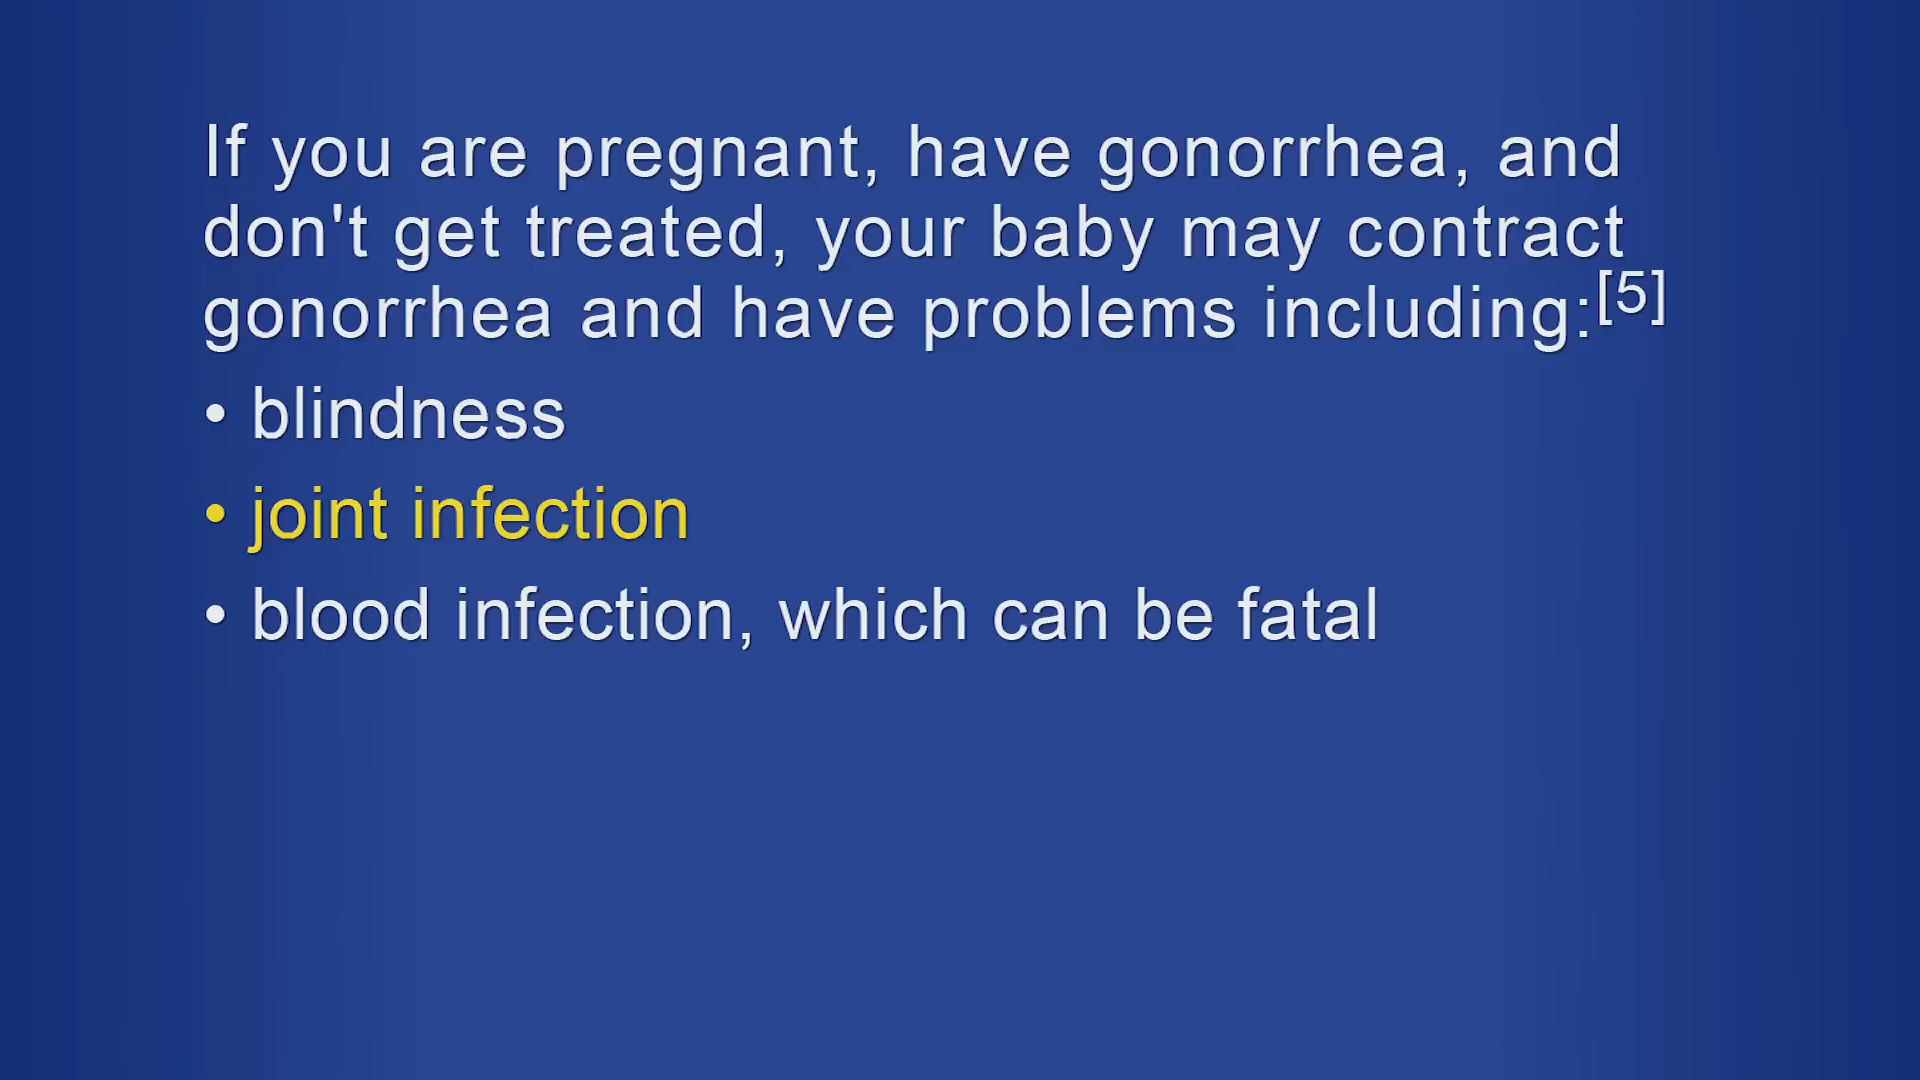 If you are pregnant, have gonorrhea, and
don't get treated, your baby may contract
gonorrhea and have problems including:[5]
• blindness
• joint infection
• blood infection, which can be fatal